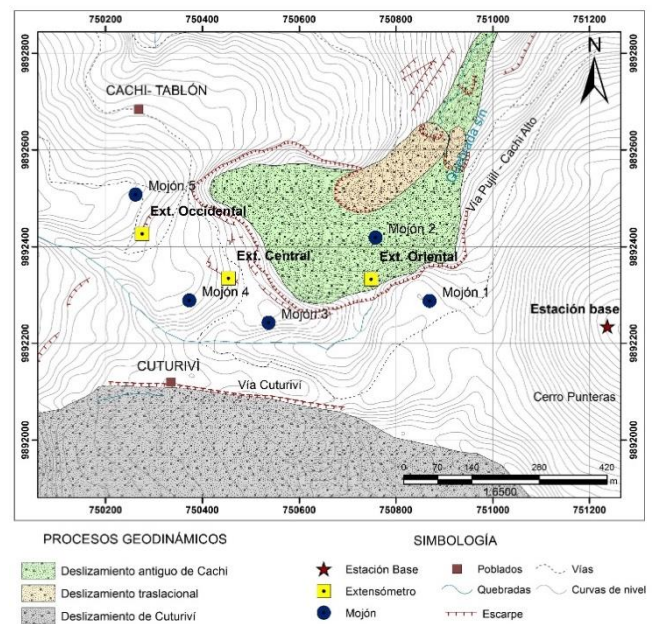 750200 750400 750600 750800 751000 751200
9892800
N
CACHI- TABLÓN
Quebrada s/n
Vía Pujilí - Cachi Alto
9892600
Mojón 5
Ext. Occidental
Mojón 2
9892400
Ext. Central
Ext. Oriental
Mojón 4
Mojón 3
Mojón 1
Estación base
9892200
CUTURIVÌ
Vía Cuturiví
Cerro Punteras
9892000
0 70 140 280 420
m
1:6500
750200 750400 750600 750800 751000 751200
9892800
9892600
9892400
9892200
9892000
PROCESOS GEODINÁMICOS
Deslizamiento antiguo de Cachi
Deslizamiento traslacional
Deslizamiento de Cuturiví
SIMBOLOGÍA
Estación Base
Poblados
Vías
Extensómetro
Quebradas
Curvas de nivel
Mojón
Escarpe